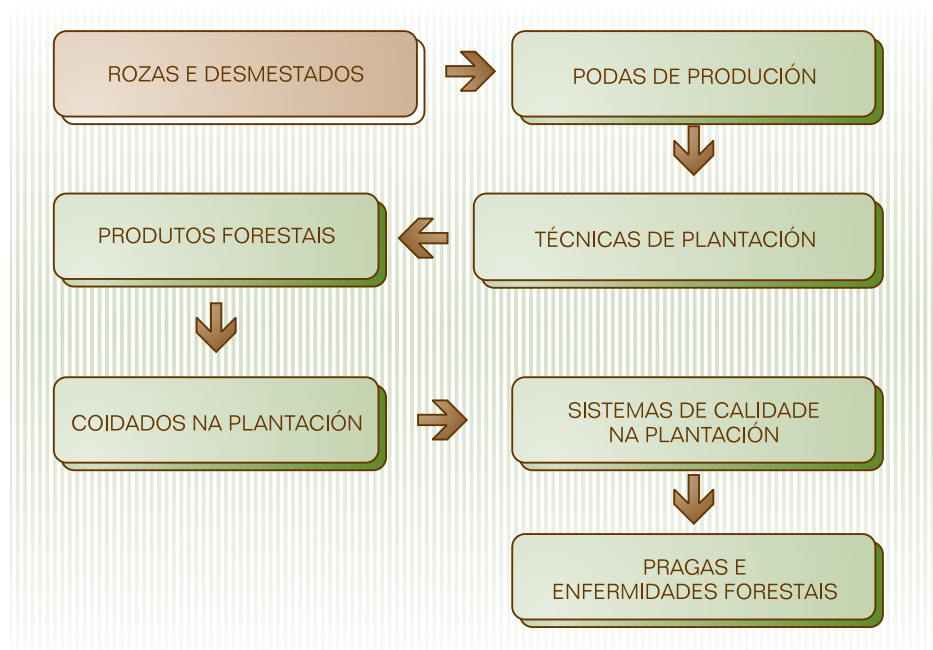 ROZAS E DESMESTADOS
PODAS DE PRODUCIÓN
TÉCNICAS DE PLANTACIÓN
PRODUTOS FORESTAIS
COIDADOS NA PLANTACIÓN
SISTEMAS DE CALIDADE
NA PLANTACIÓN
PRAGAS E
ENFERMIDADES FORESTAIS